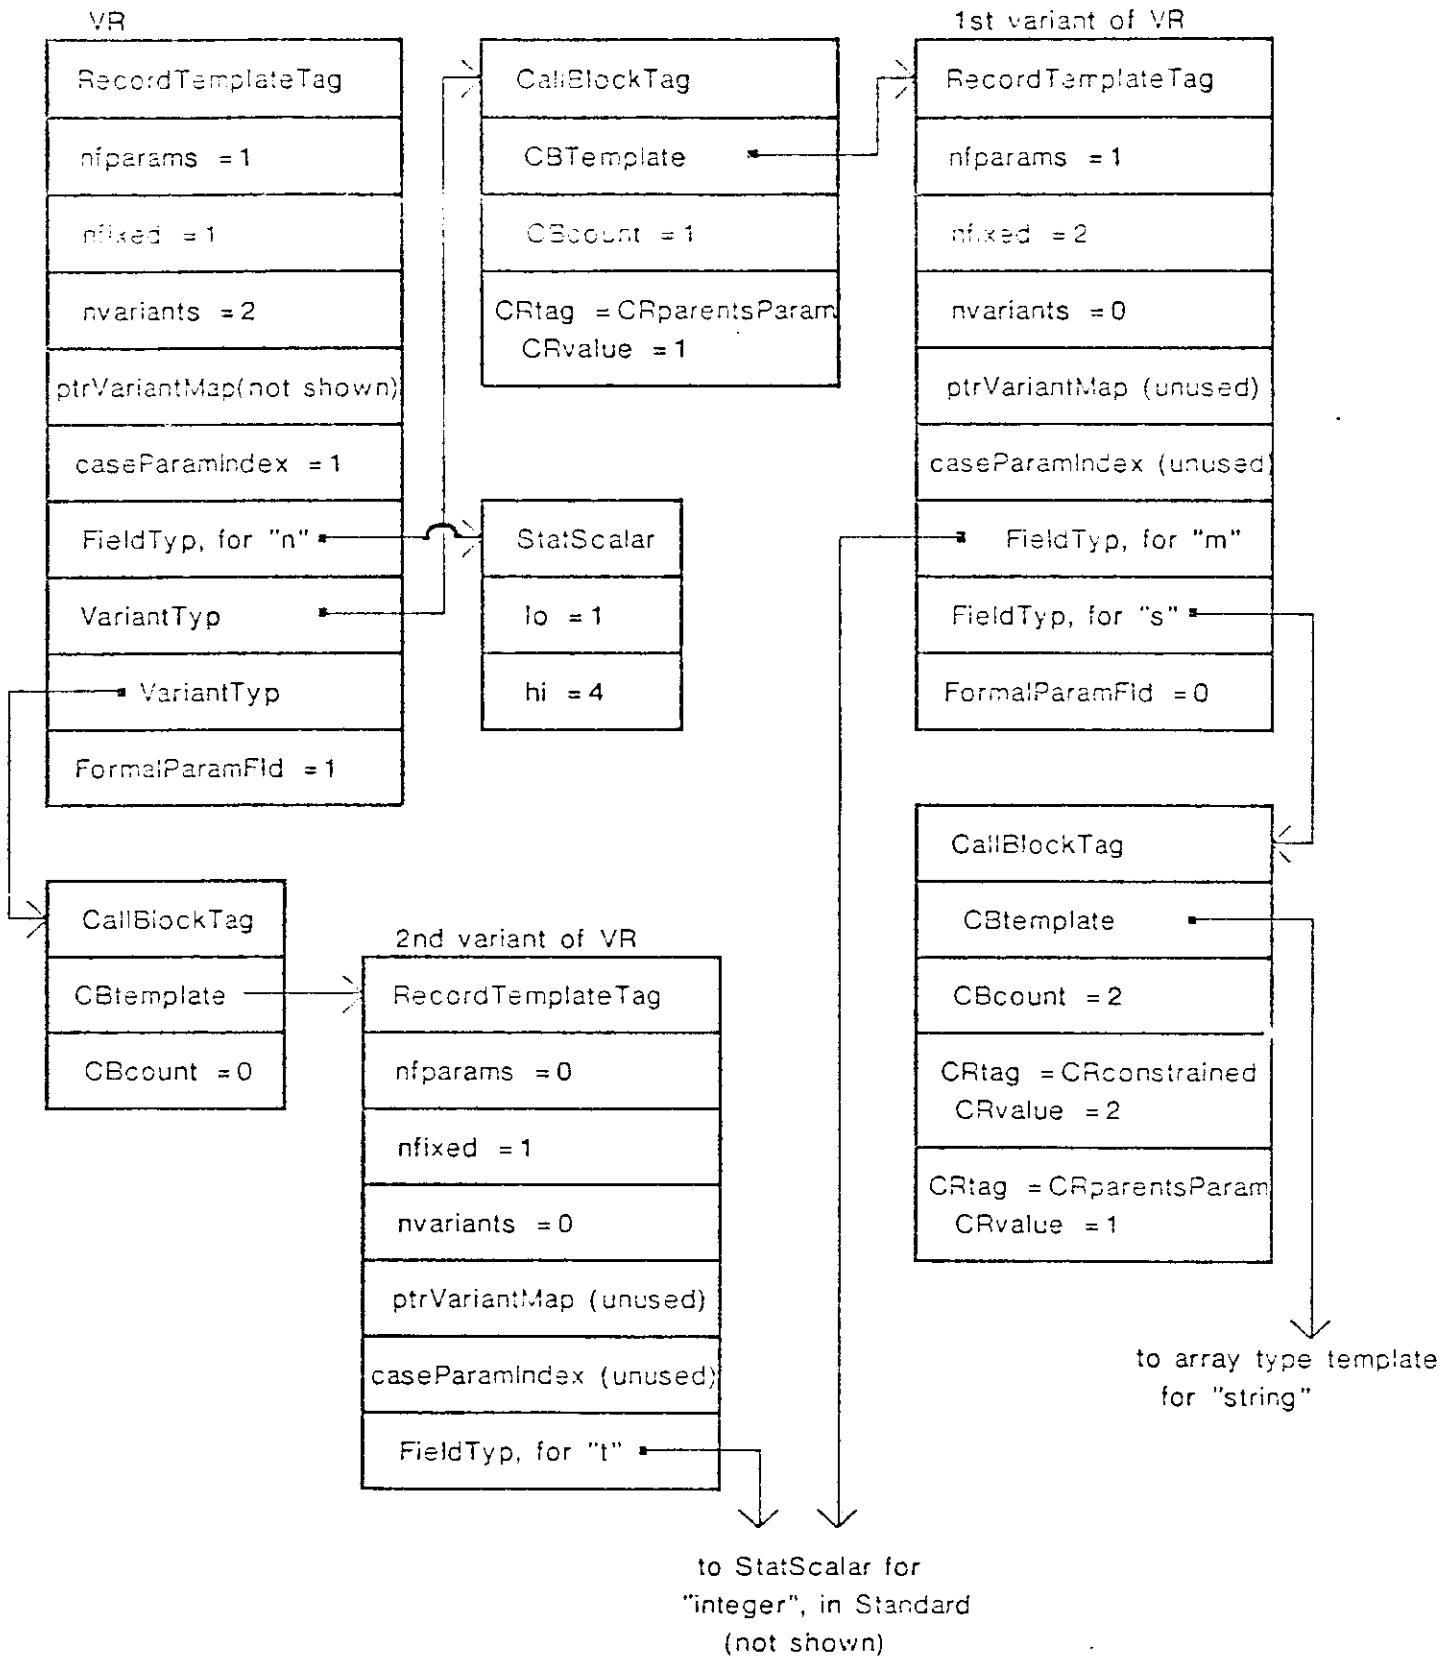 VR
RecordTemplateTag
nfparams = 1
nfixed = 1
nvariants = 2
ptrVariantMap(not shown)
caseParamIndex = 1
FieldTyp, for "n"
VariantTyp
VariantTyp
FormalParamFld = 1
CallBlockTag
CBTemplate
CBcount = 1
CRtag = CRparentsParam
CRvalue = 1
StatScalar
lo = 1
hi = 4
1st variant of VR
RecordTemplateTag
nfparams = 1
nfixed = 2
nvariants = 0
ptrVariantMap (unused)
caseParamIndex (unused)
FieldTyp, for "m"
FieldTyp, for "s"
FormalParamFld = 0
CallBlockTag
CBtemplate
CBcount = 0
2nd variant of VR
RecordTemplateTag
nfparams = 0
nfixed = 1
nvariants = 0
ptrVariantMap (unused)
caseParamIndex (unused)
FieldTyp, for "t"
CallBlockTag
CBtemplate
CBcount = 2
CRtag = CRconstrained
CRvalue = 2
CRtag = CRparentsParam
CRvalue = 1
to array type template
for "string"
to StatScalar for
"integer", in Standard
(not shown)